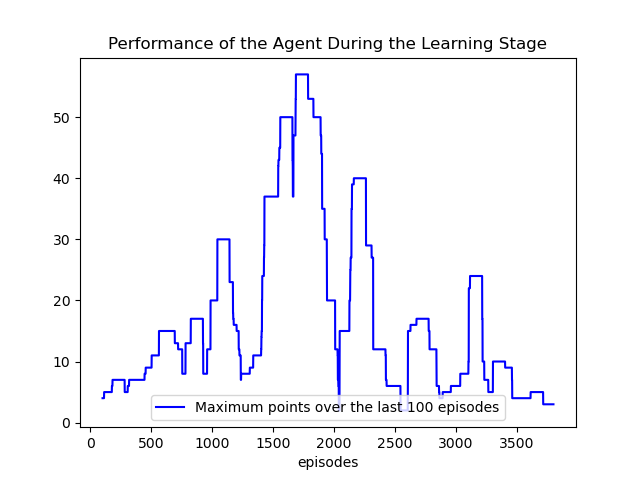 Performance of the Agent During the Learning Stage
50
40
30
20
10
0
Maximum points over the last 100 episodes
0 500 1000 1500 2000 2500 3000 3500
episodes